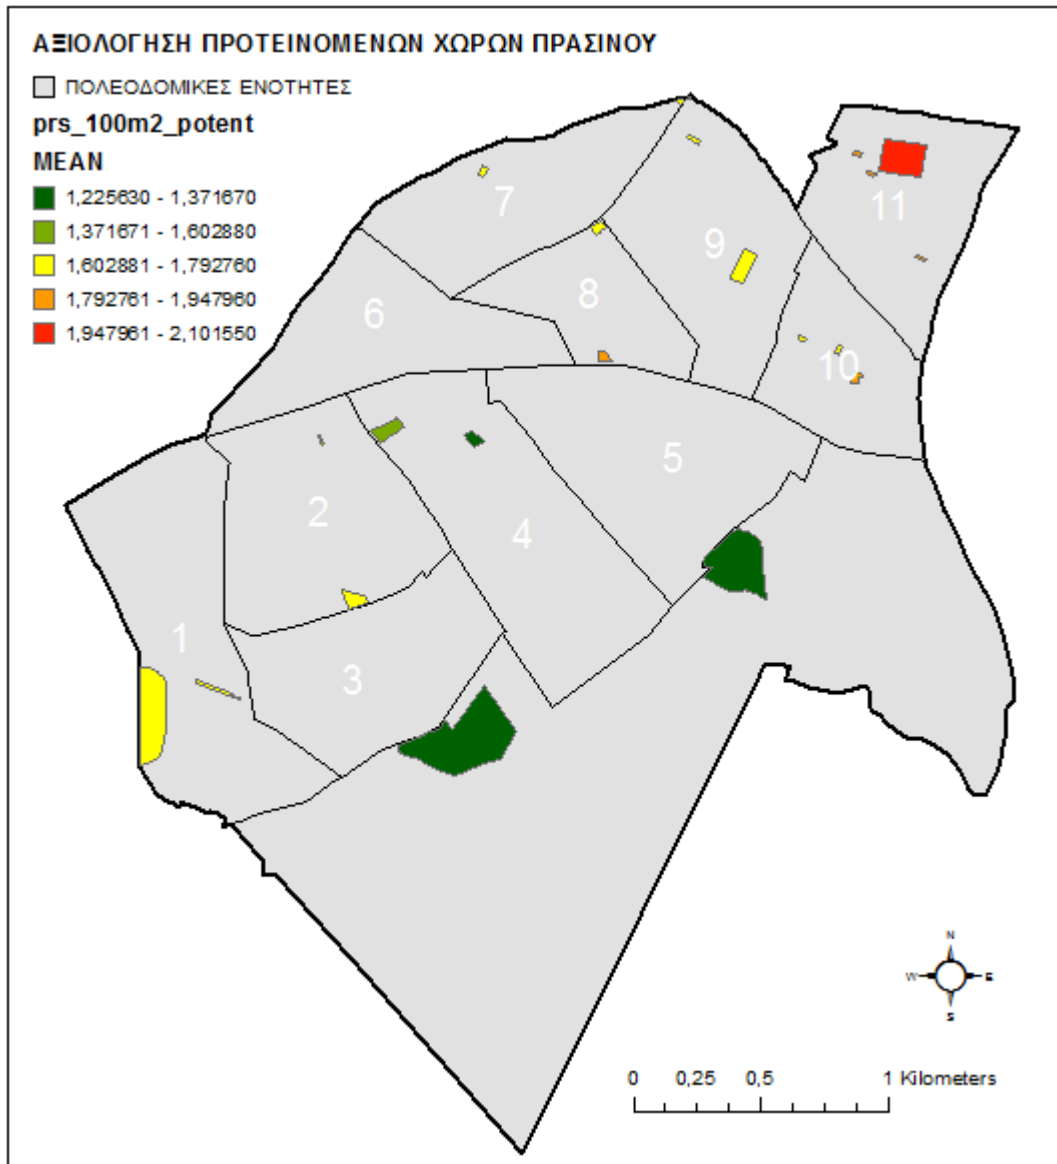 ΑΞΙΟΛΟΓΗΣΗ ΠΡΟΤΕΙΝΟΜΕΝΩΝ ΧΩΡΩΝ ΠΡΑΣΙΝΟΥ
ΠΟΛΕΟΔΟΜΙΚΕΣ ΕΝΟΤΗΤΕΣ
prs_100m2_potent
MEAN
1,225630 - 1,371670
1,371671 - 1,602880
1,602881 - 1,792760
1,792761 - 1,947960
1,947961 - 2,101550
7
11
9
8
6
10
5
2
4
1
3
N
W E
S
0 0,25 0,5 1 Kilometers